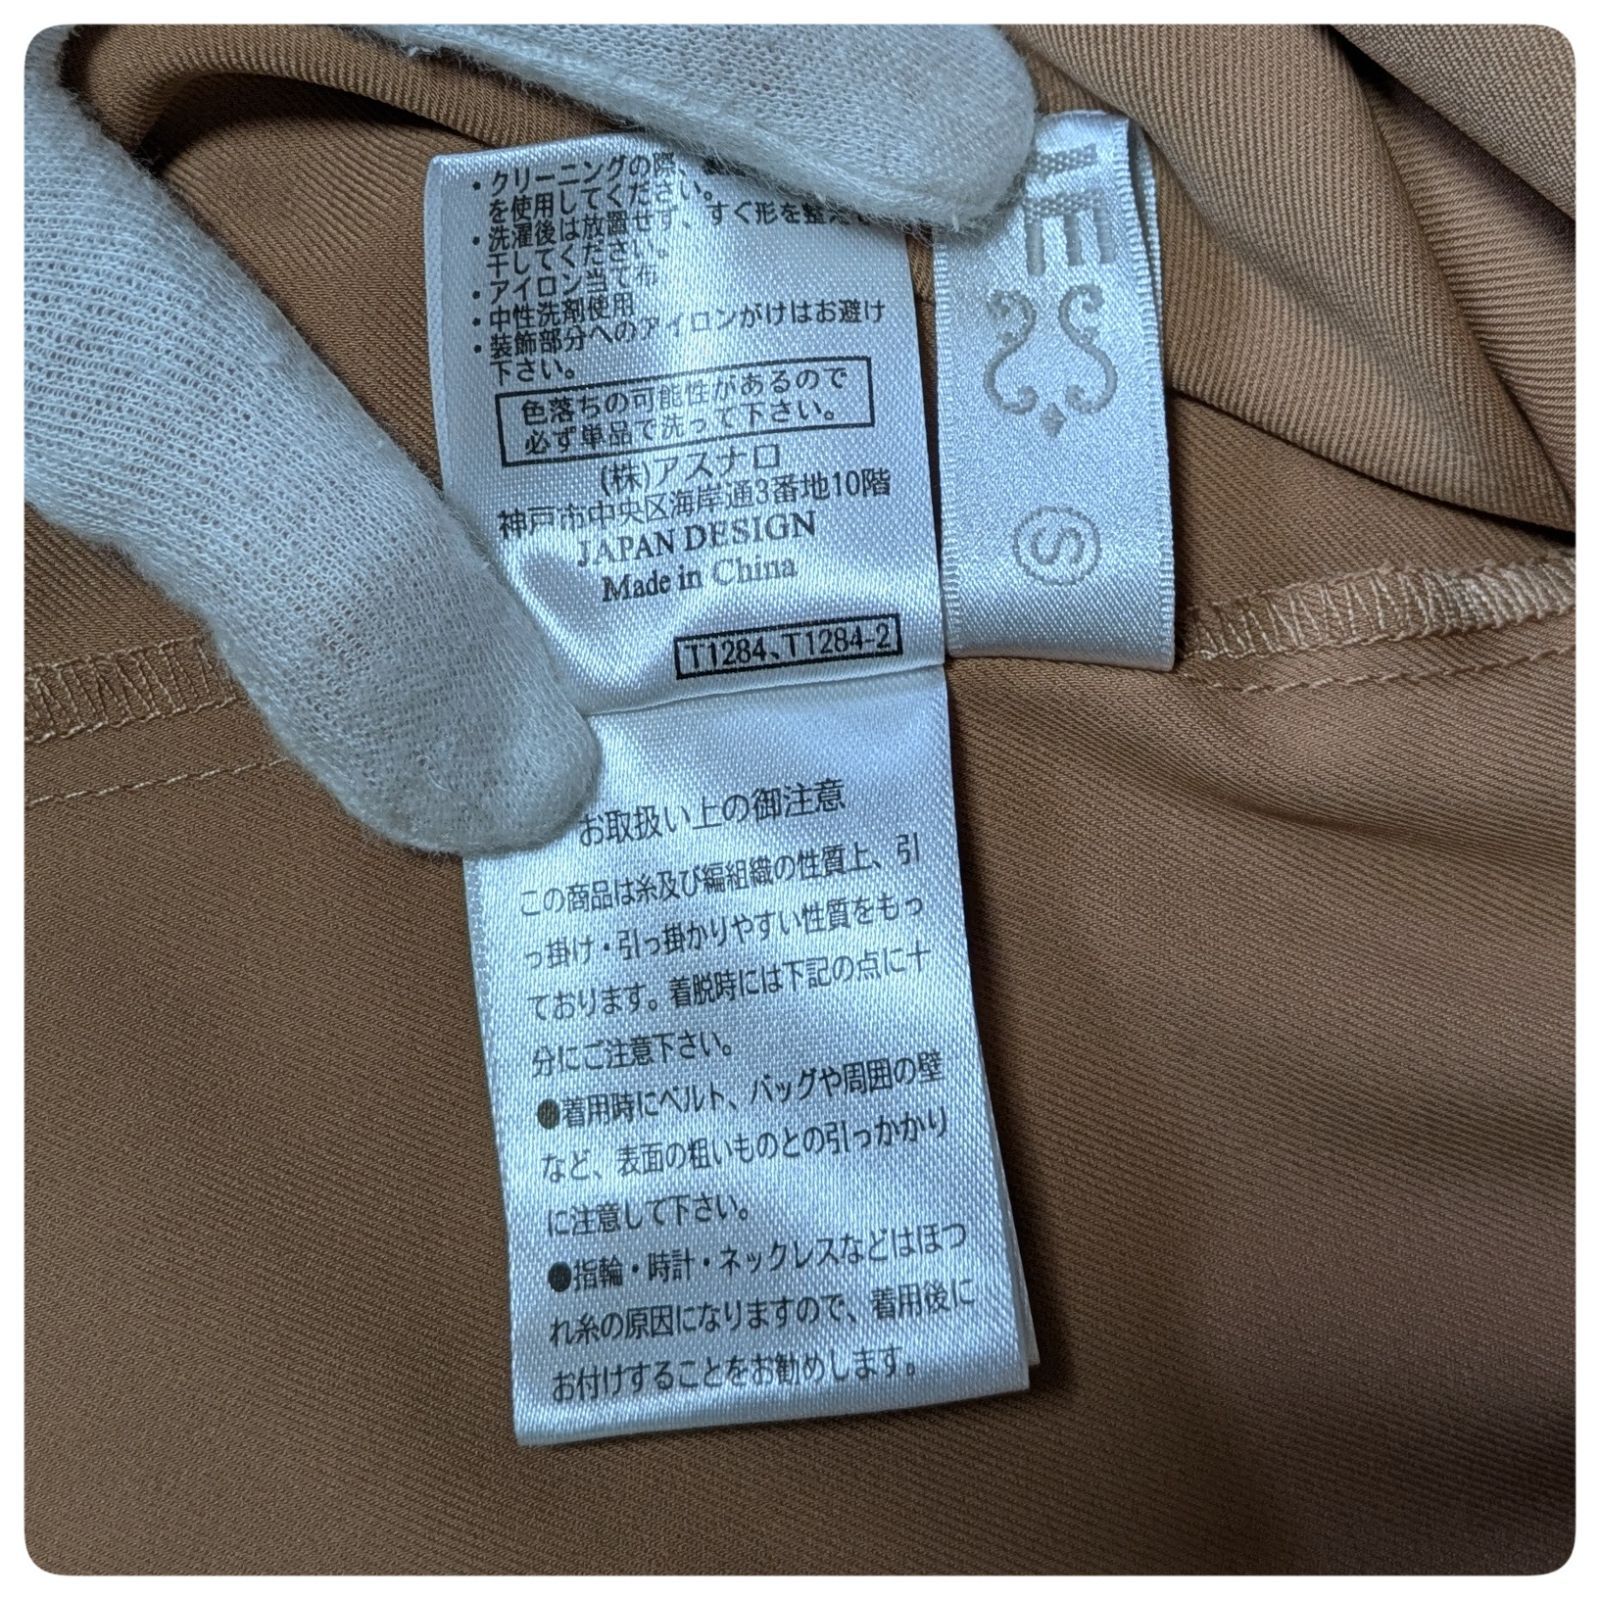 ・クリーニングの際、
を使用してください。
・洗濯後は放置せず、すぐ形を整えて
干してください。
・アイロン当て布
・中性洗剤使用
・装飾部分へのアイロンがけはお避け
下さい。
色落ちの可能性があるので
必ず単品で洗って下さい。
(株)アスナロ
神戸市中央区海岸通3番地10階
JAPAN DESIGN
Made in China
T1284、T1284-2
お取扱い上の御注意
この商品は糸及び編組織の性質上、引
っ掛け・引っ掛かりやすい性質をもっ
ております。着脱時には下記の点に十
分にご注意下さい。
●着用時にベルト、バッグや周囲の壁
など、表面の粗いものとの引っかかり
に注意して下さい。
●指輪・時計・ネックレスなどはほつ
れ糸の原因になりますので、着用後に
お付けすることをお勧めします。
S